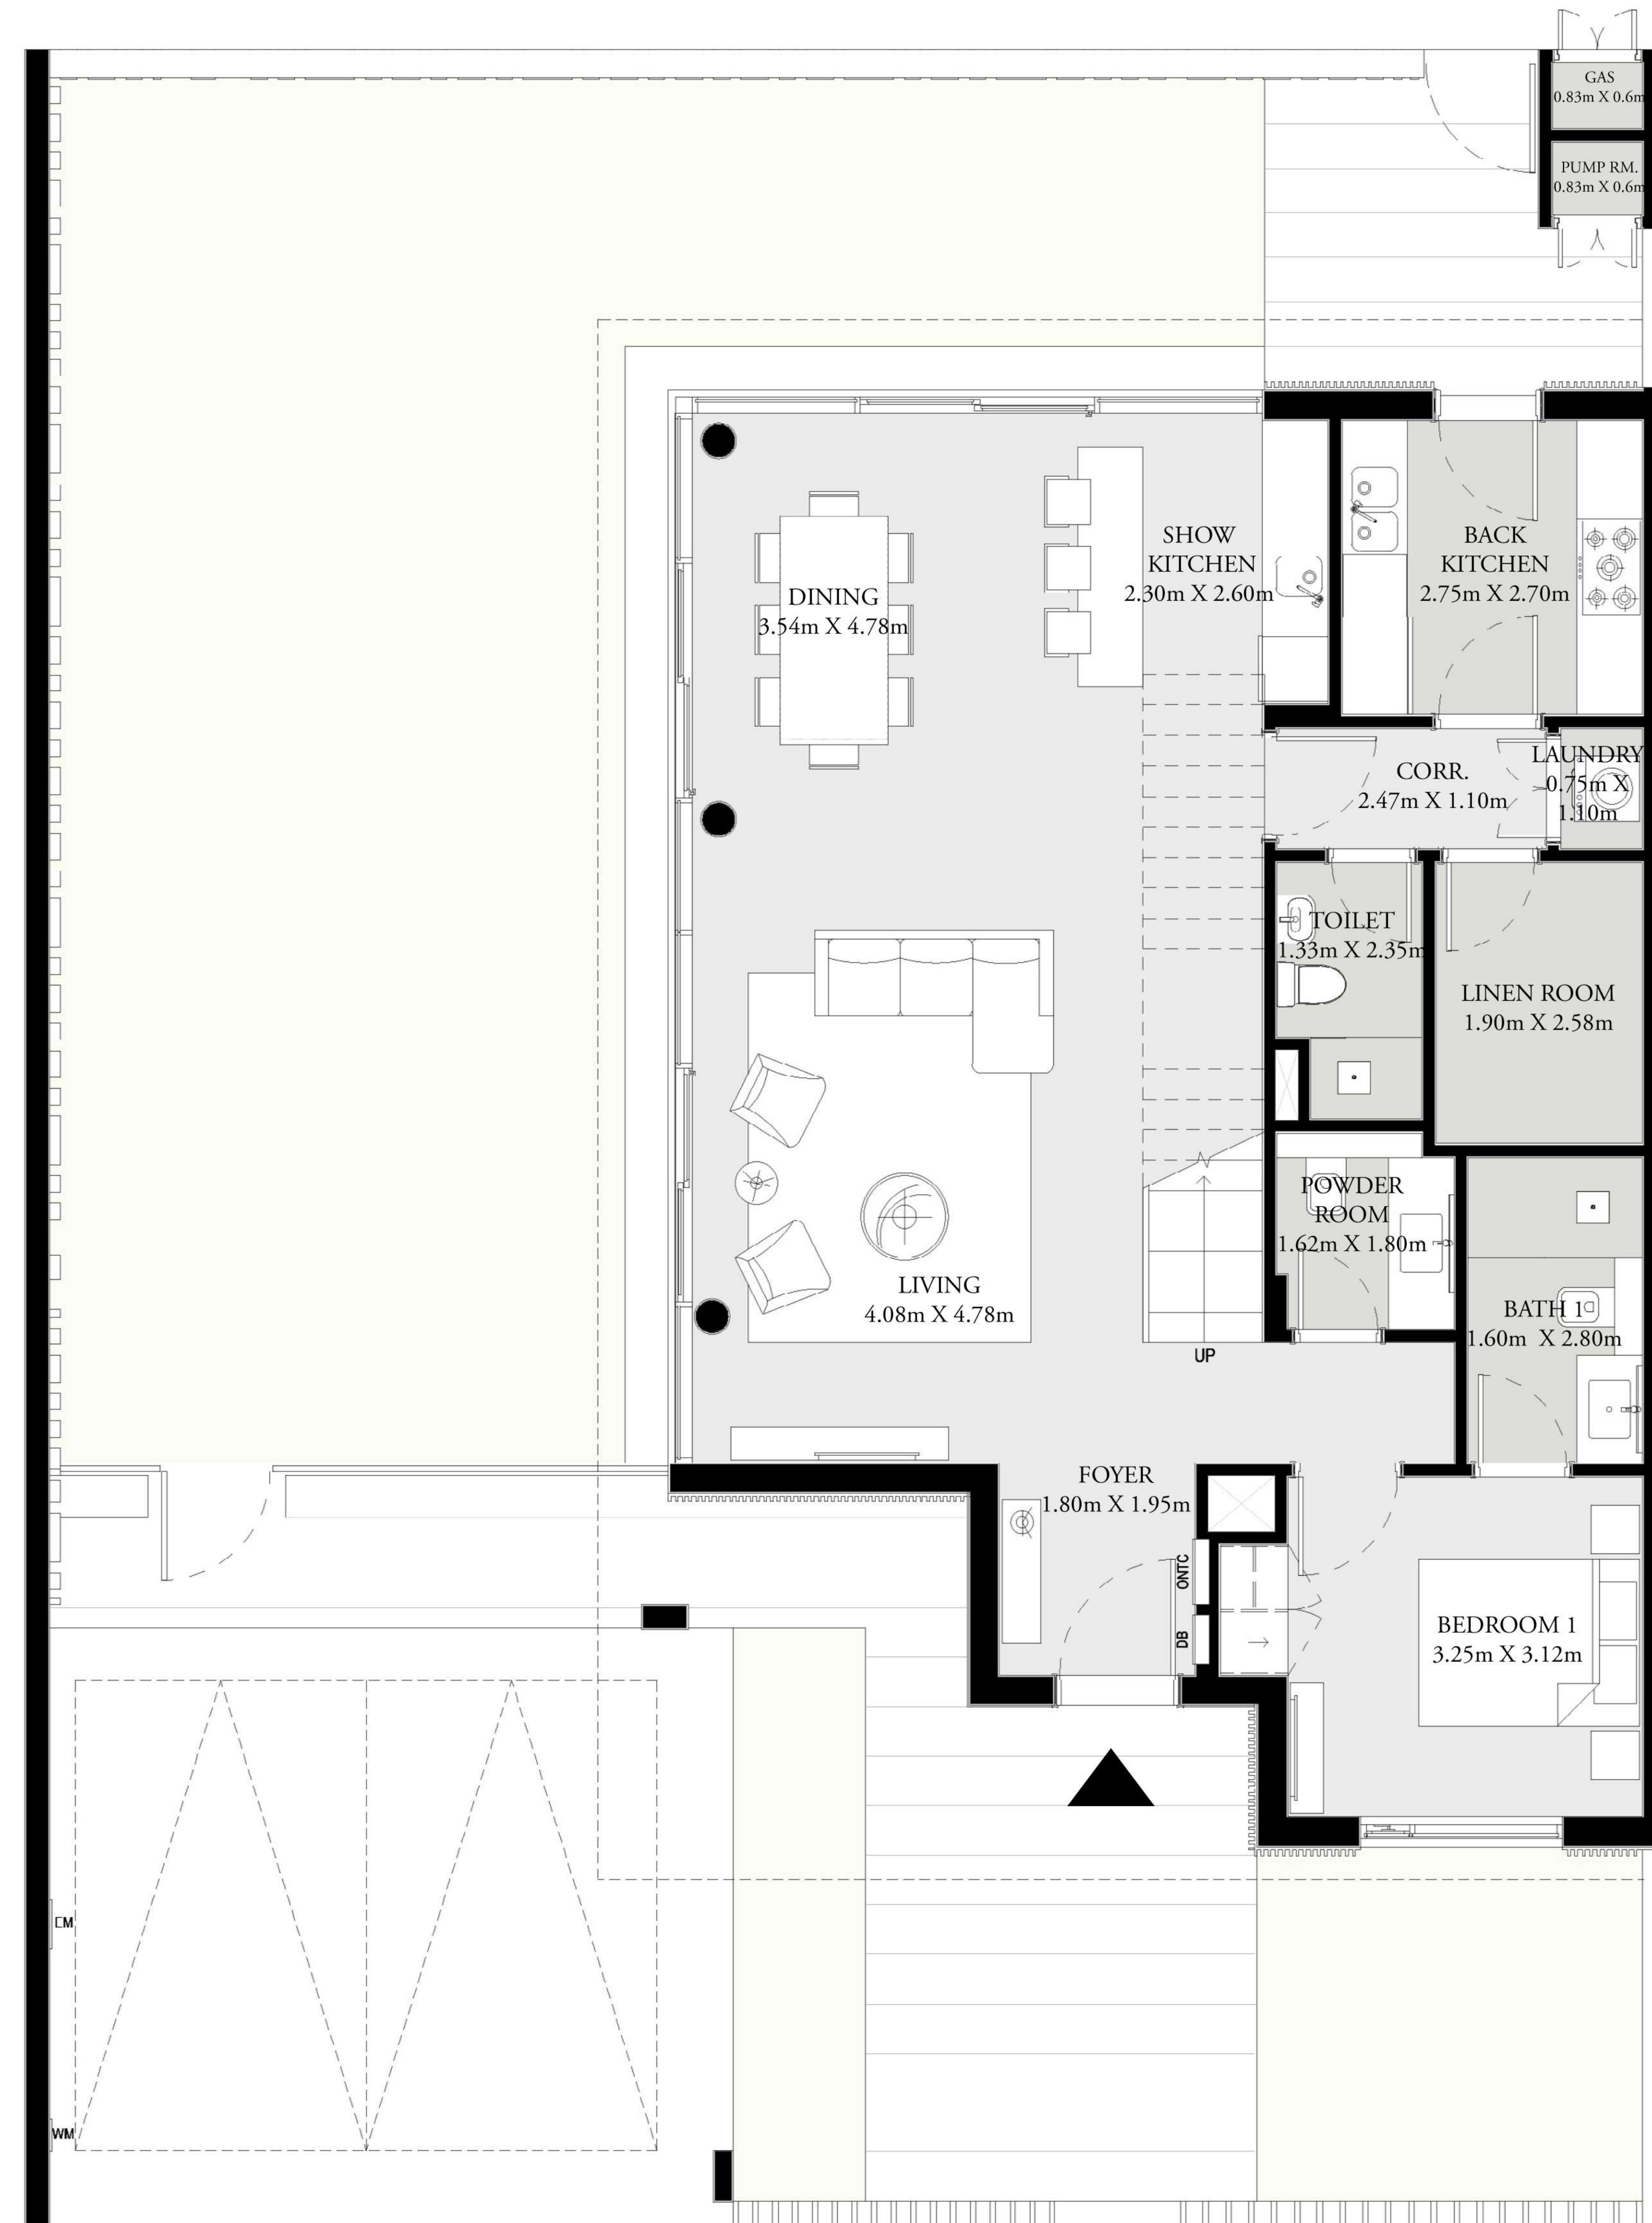 GAS
0.83m X 0.6m
PUMP RM.
0.83m X 0.6m
SHOW
KITCHEN
2.30m X 2.60m
BACK
KITCHEN
2.75m X 2.70m
DINING
3.54m X 4.78m
CORR.
2.47m X 1.10m
LAUNDRY
0.75m X
1.10m
TOILET
1.33m X 2.35m
LINEN ROOM
1.90m X 2.58m
POWDER
ROOM
1.62m X 1.80m
LIVING
4.08m X 4.78m
BATH 1
1.60m X 2.80m
UP
FOYER
1.80m X 1.95m
ONTC
DB
BEDROOM 1
3.25m X 3.12m
WM